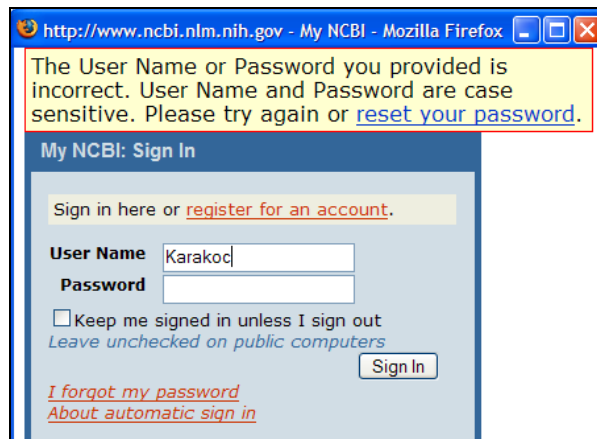 http://www.ncbi.nlm.nih.gov - My NCBI - Mozilla Firefox
The User Name or Password you provided is
incorrect. User Name and Password are case
sensitive. Please try again or reset your password.
My NCBI: Sign In
Sign in here or register for an account.
User Name Karakoc
Password
Keep me signed in unless I sign out
Leave unchecked on public computers
Sign In
I forgot my password
About automatic sign in